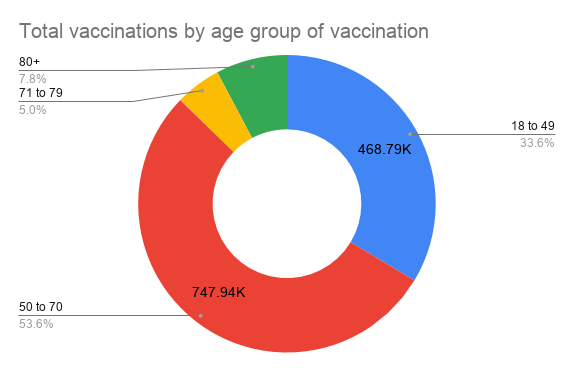 Total vaccinations by age group of vaccination
80+
7.8%
71 to 79
5.0%
18 to 49
33.6%
468.79K
747.94K
50 to 70
53.6%